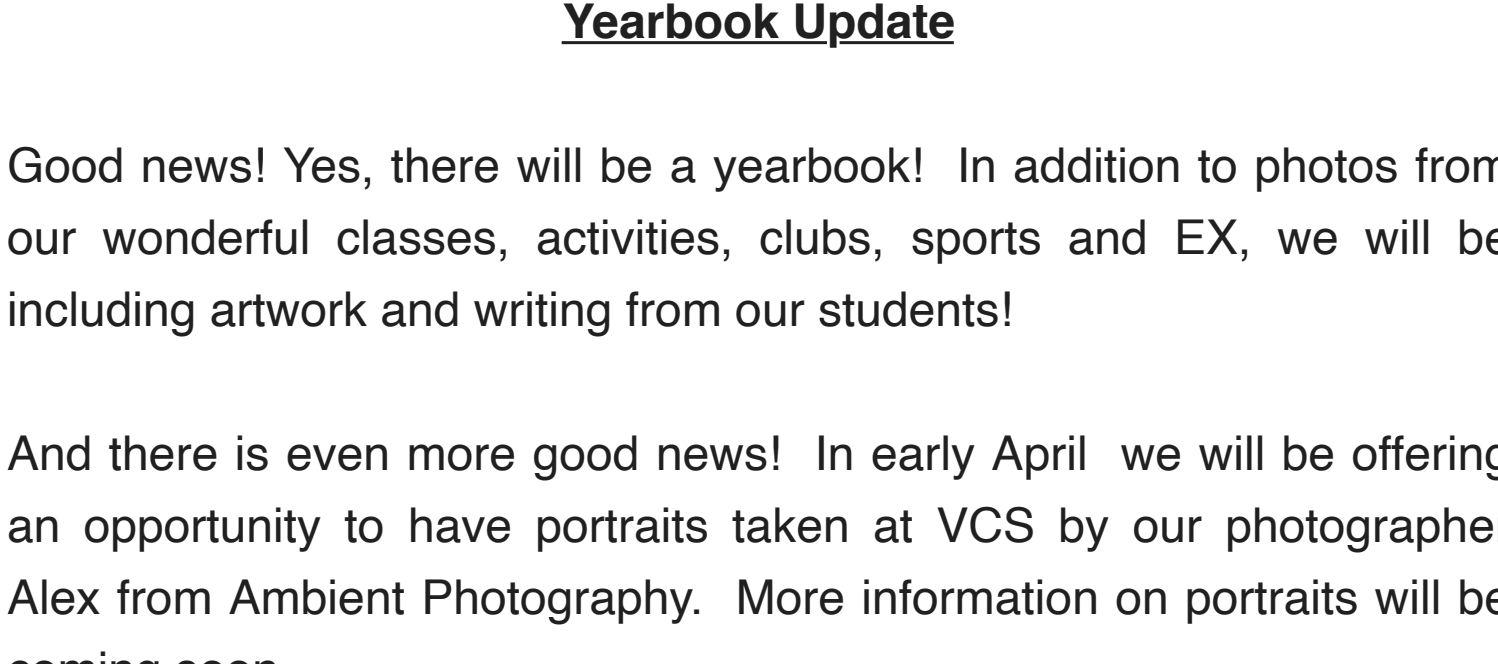 Yearbook Update
Good news! Yes, there will be a yearbook!  In addition to photos from
our wonderful classes, activities, clubs, sports and EX, we will be
including artwork and writing from our students!
And there is even more good news!  In early April  we will be offering
an opportunity to have portraits taken at VCS by our photographer
Alex from Ambient Photography.  More information on portraits will be
coming soon